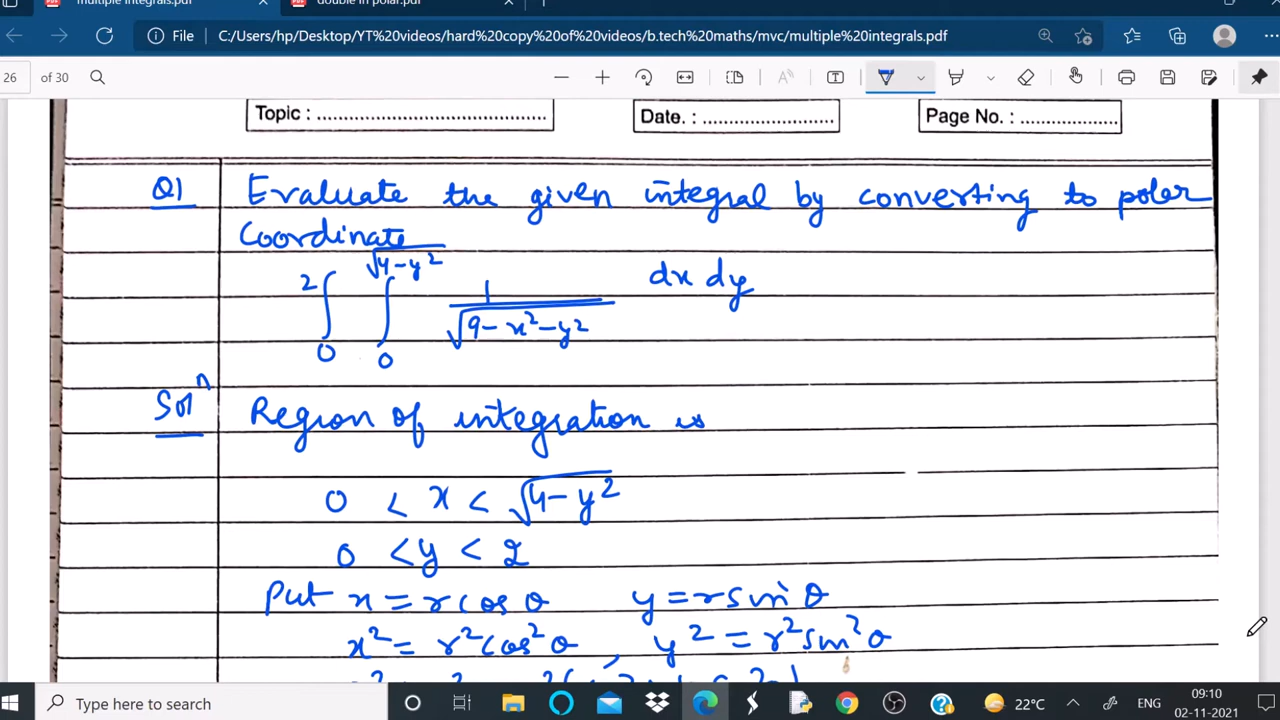 multiple integrals.pdf
double in polar.pdf
File C:/Users/hp/Desktop/YT%20videos/hard%20copy%20of%20videos/b.tech%20maths/mvc/multiple%20integrals.pdf
26 of 30
Topic : ............................................. Date. : ........................... Page No. : ....................
Q1 Evaluate the given integral by converting to polar
Coordinate
∫₀² ∫₀^√(4-y²) 1/√(9-x²-y²) dx dy
Solⁿ Region of integration is
0 < x < √(4-y²)
0 < y < 2
Put x = r cos θ y = r sin θ
x² = r² cos² θ , y² = r² sin² θ
Type here to search
22°C ENG 09:10
02-11-2021